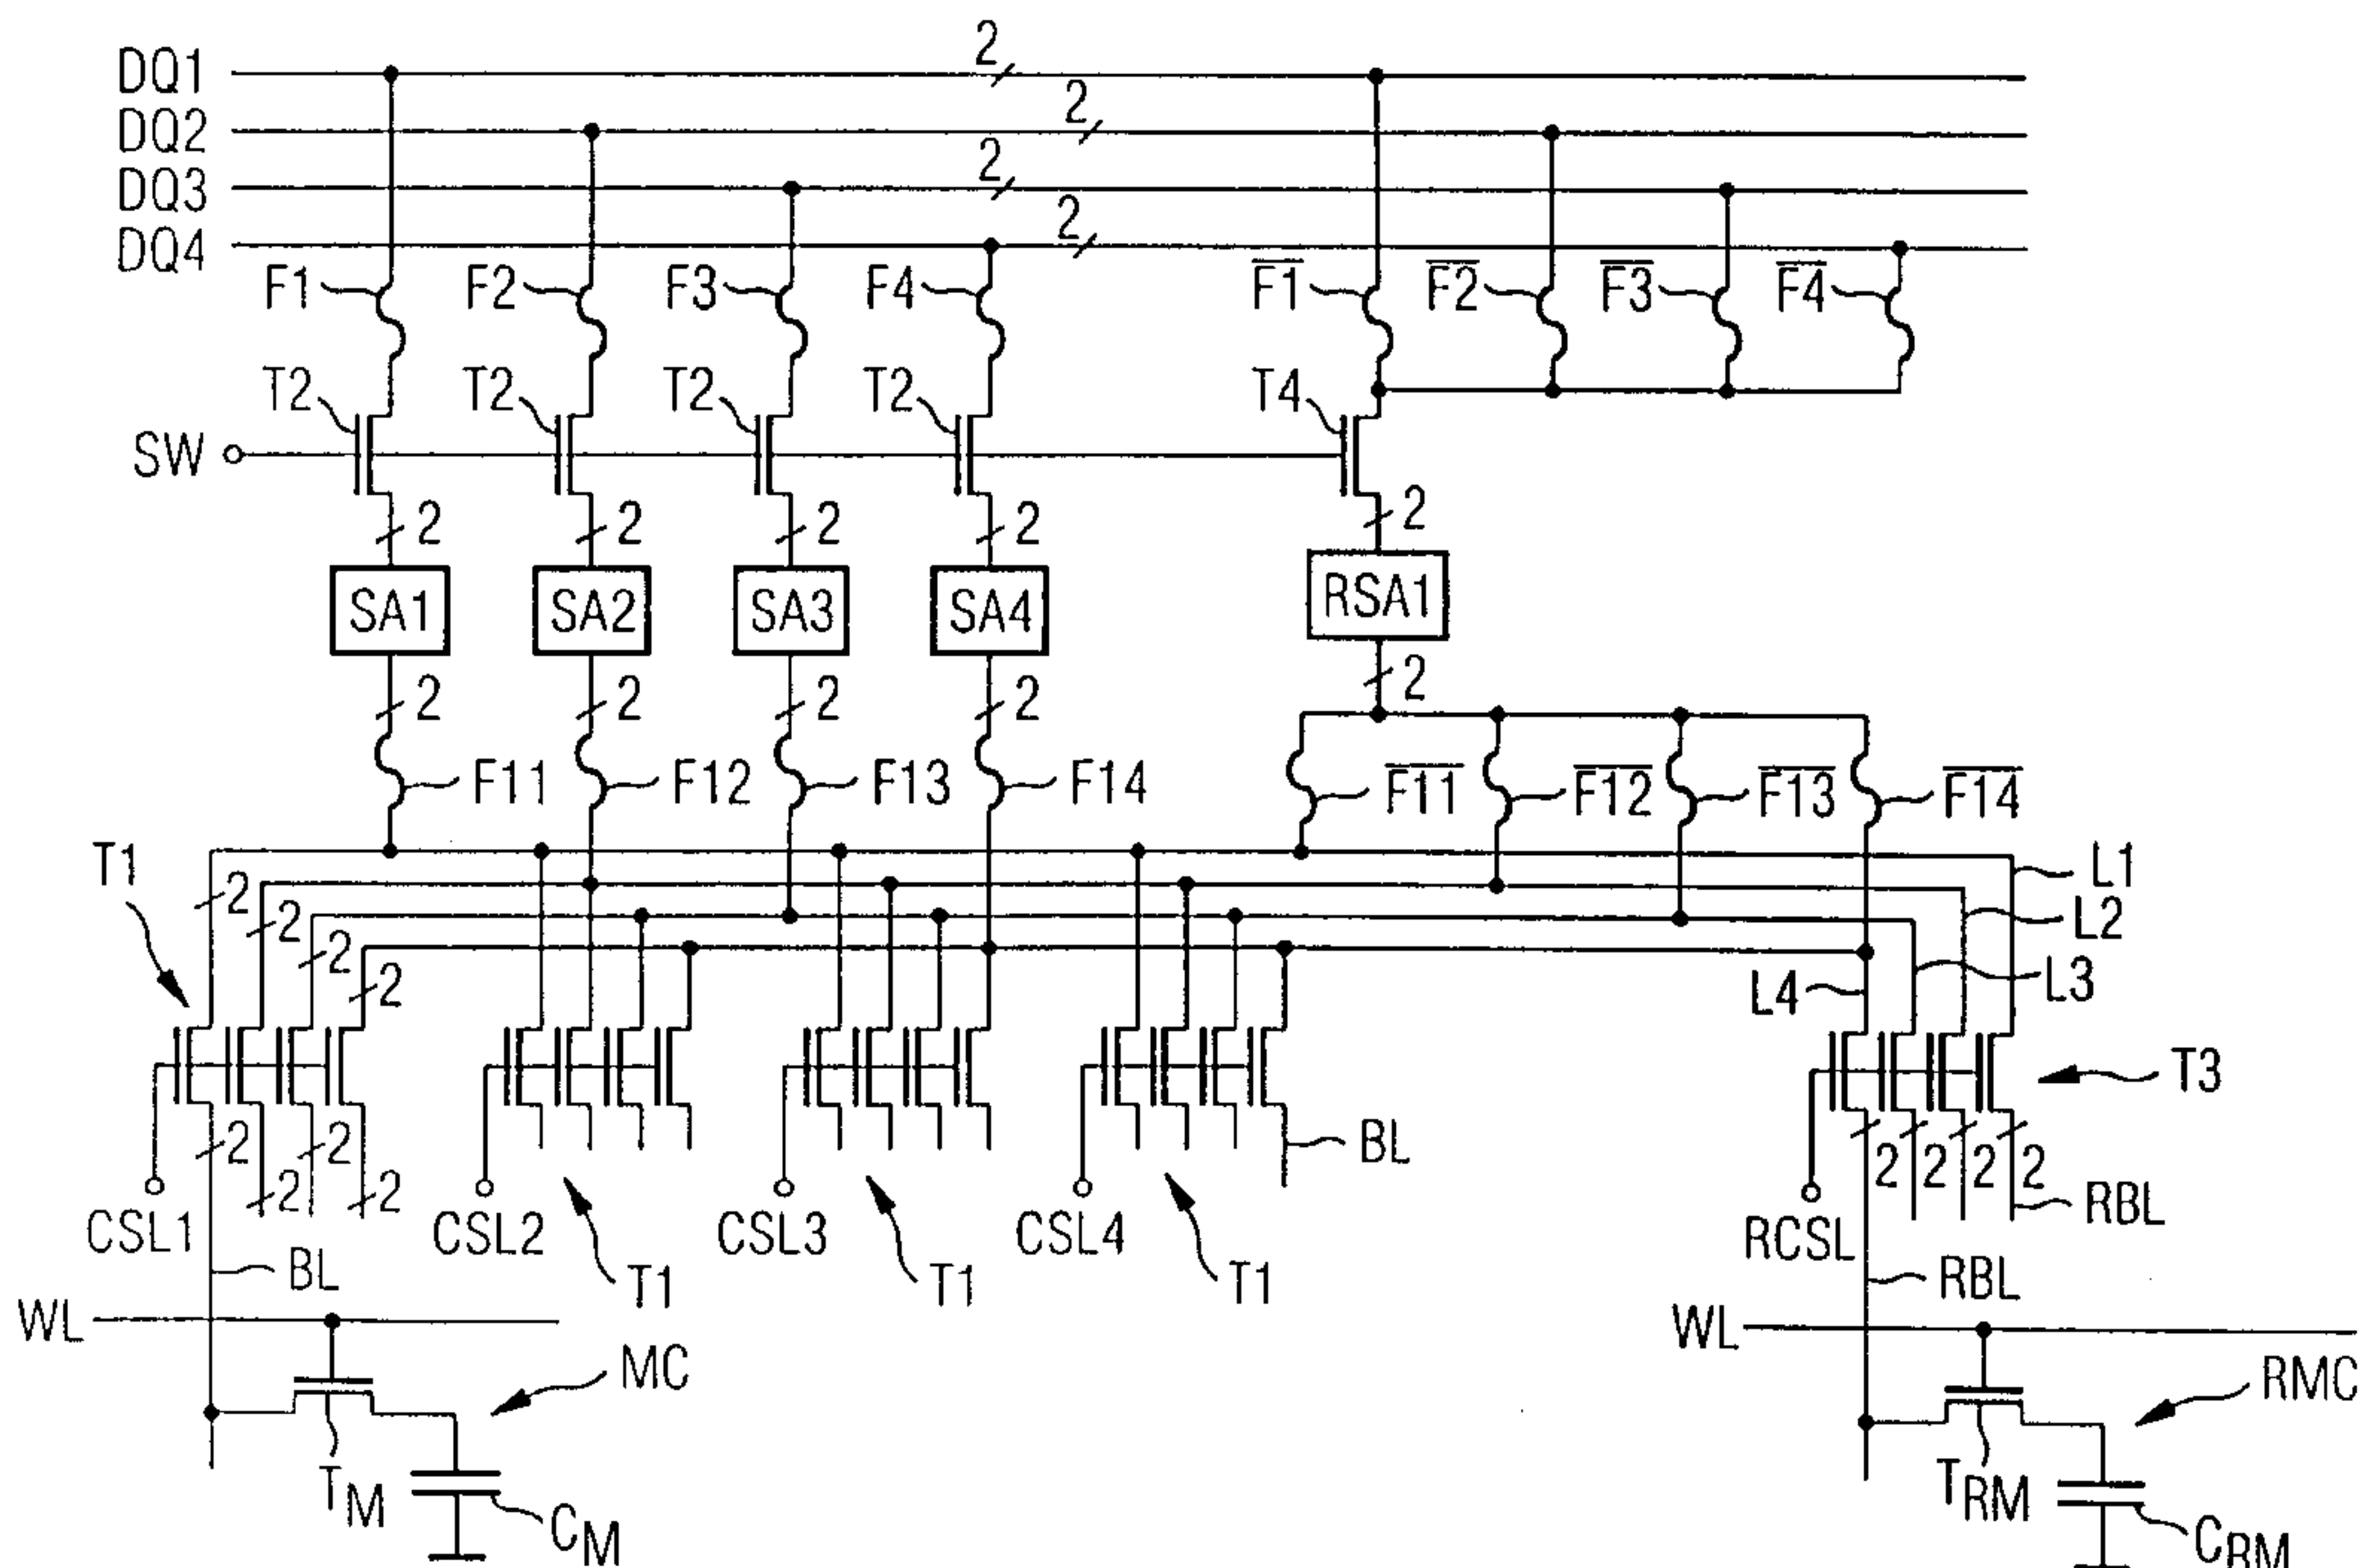 DQ1 2
DQ2 2
DQ3 2
DQ4 2
F1 F2 F3 F4 F̅1̅ F̅2̅ F̅3̅ F̅4̅
T2 T2 T2 T2 T4
SW
2 2 2 2 2
SA1 SA2 SA3 SA4 RSA1
2 2 2 2 2
F11 F12 F13 F14 F̅1̅1̅ F̅1̅2̅ F̅1̅3̅ F̅1̅4̅
T1 2 L1
2 L2
2 L3
2 L4
T3
2 2 BL 2 2 2 2
2 2 RBL
CSL1 CSL2 CSL3 CSL4 RCSL
BL T1 T1 T1 RBL
WL WL
MC RMC
TM TRM
CM CRM